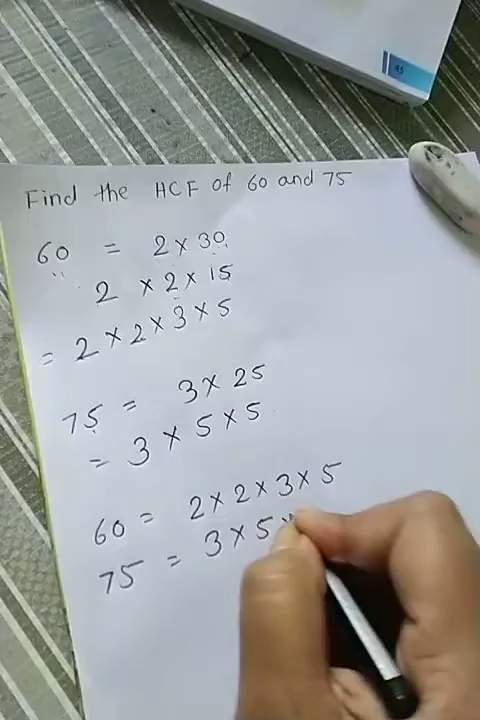 Find the HCF of 60 and 75
60 = 2 × 30
2 × 2 × 15
= 2 × 2 × 3 × 5
75 = 3 × 25
= 3 × 5 × 5
60 = 2 × 2 × 3 × 5
75 = 3 × 5 ×